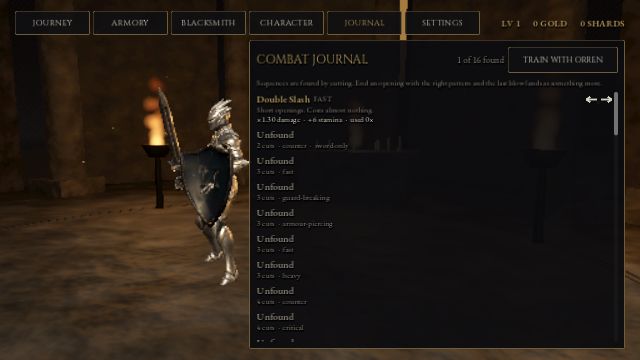 JOURNEY
ARMORY
BLACKSMITH
CHARACTER
JOURNAL
SETTINGS
LV 1 0 GOLD 0 SHARDS
COMBAT JOURNAL
1 of 16 found
TRAIN WITH ORREN
Sequences are found by cutting. End an opening with the right pattern and the last blow lands as something more.
Double Slash FAST
Short openings. Costs almost nothing.
×1.30 damage · +6 stamina · used 0×
Unfound
2 cuts · counter · sword only
Unfound
3 cuts · fast
Unfound
3 cuts · guard-breaking
Unfound
3 cuts · armour-piercing
Unfound
3 cuts · fast
Unfound
3 cuts · heavy
Unfound
4 cuts · counter
Unfound
4 cuts · critical